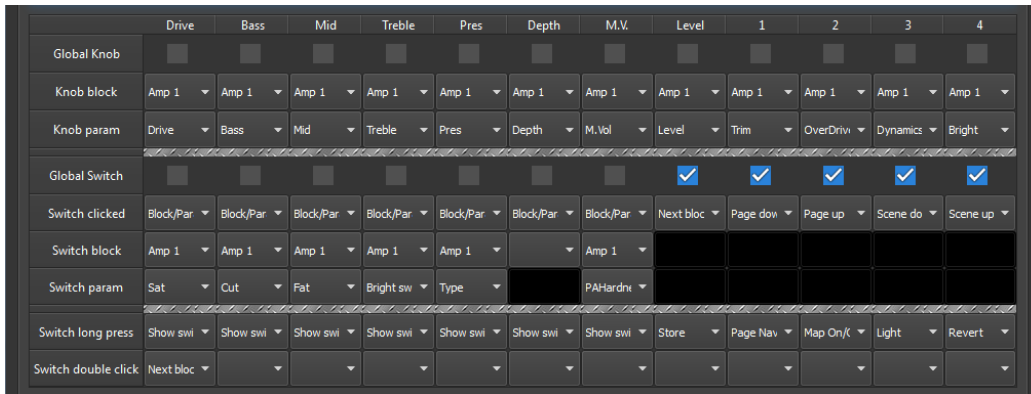 Drive Bass Mid Treble Pres Depth M.V. Level 1 2 3 4
Global Knob
Knob block Amp 1 Amp 1 Amp 1 Amp 1 Amp 1 Amp 1 Amp 1 Amp 1 Amp 1 Amp 1 Amp 1 Amp 1
Knob param Drive Bass Mid Treble Pres Depth M.Vol Level Trim OverDriv Dynamics Bright
Global Switch
Switch clicked Block/Par Block/Par Block/Par Block/Par Block/Par Block/Par Block/Par Next bloc Page dow Page up Scene do Scene up
Switch block Amp 1 Amp 1 Amp 1 Amp 1 Amp 1 Amp 1
Switch param Sat Cut Fat Bright sw Type PAHardne
Switch long press Show swi Show swi Show swi Show swi Show swi Show swi Show swi Store Page Nav Map On/( Light Revert
Switch double click Next bloc